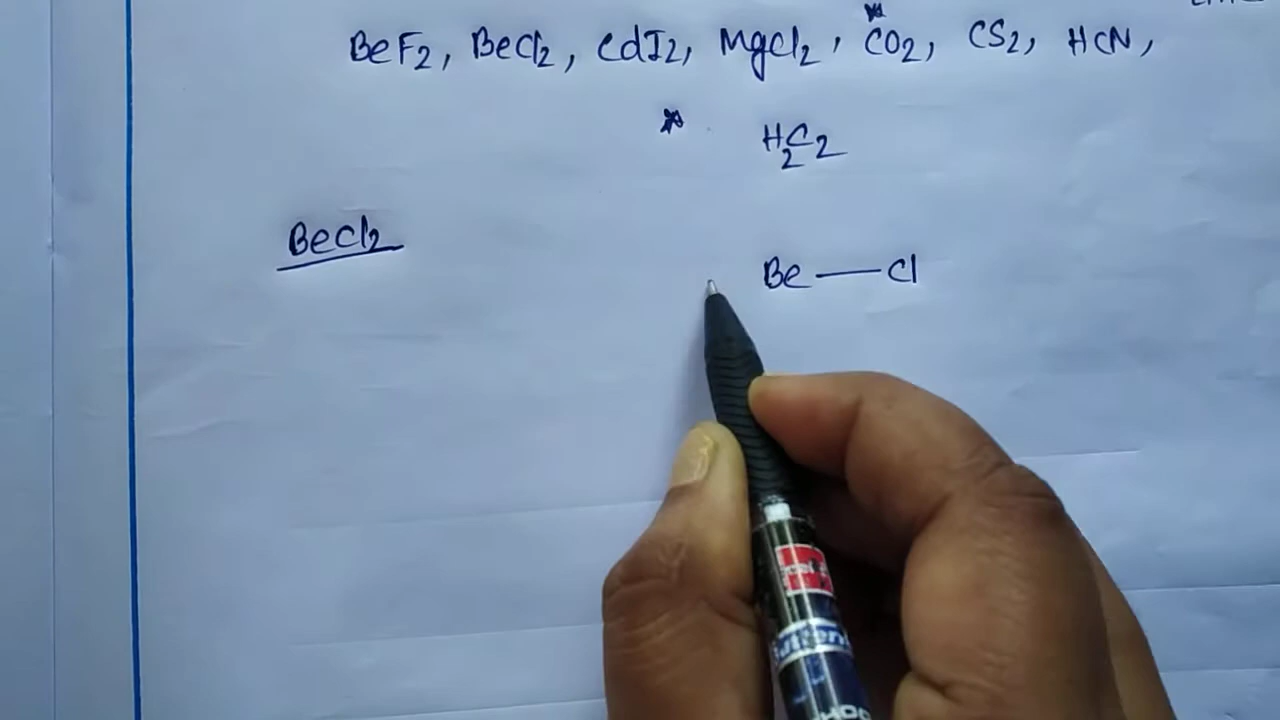 BeF2, BeCl2, CdI2, MgCl2, CO2, CS2, HCN,
H2C2
BeCl2
Be — Cl